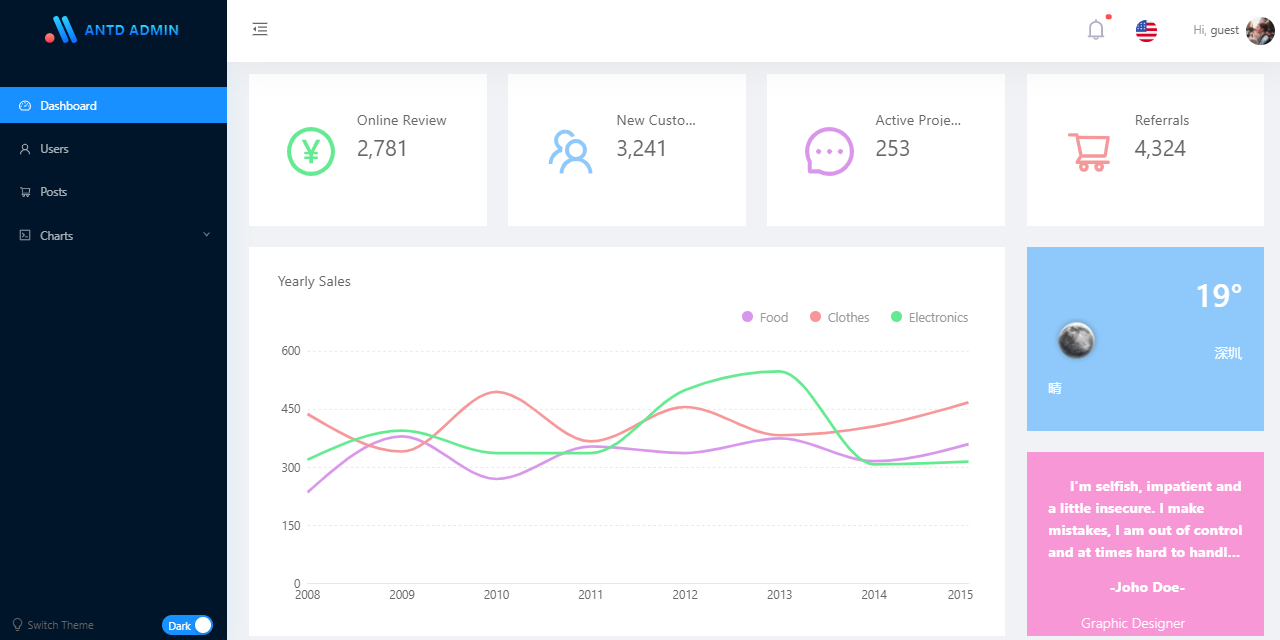 ANTD ADMIN
Hi, guest
Dashboard
Users
Posts
Charts
Switch Theme
Dark
Online Review
2,781
New Custo...
3,241
Active Proje...
253
Referrals
4,324
Yearly Sales
Food
Clothes
Electronics
600
450
300
150
0
2008 2009 2010 2011 2012 2013 2014 2015
19°
深圳
晴
I'm selfish, impatient and
a little insecure. I make
mistakes, I am out of control
and at times hard to handl...
-Joho Doe-
Graphic Designer